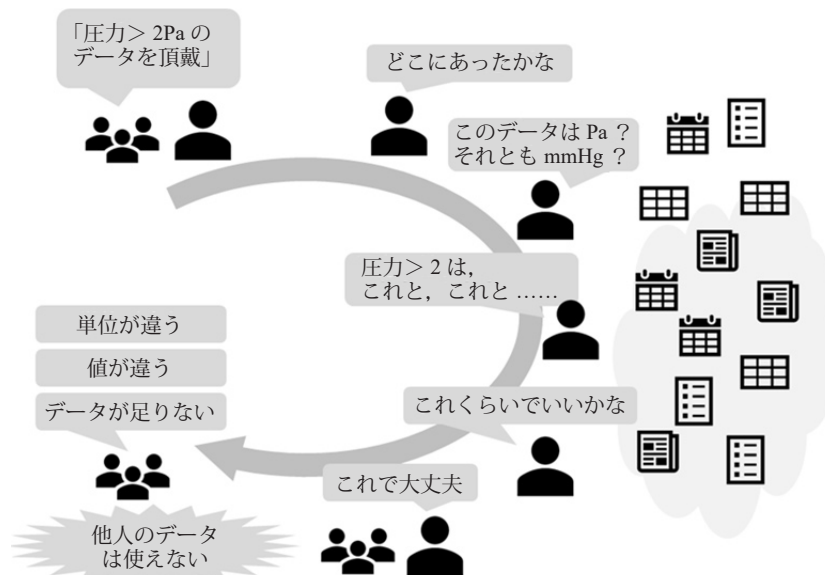 「圧力＞ 2Pa の
データを頂戴」
どこにあったかな
このデータは Pa ？
それとも mmHg ？
圧力＞ 2 は，
これと，これと ……
これくらいでいいかな
これで大丈夫
単位が違う
値が違う
データが足りない
他人のデータ
は使えない